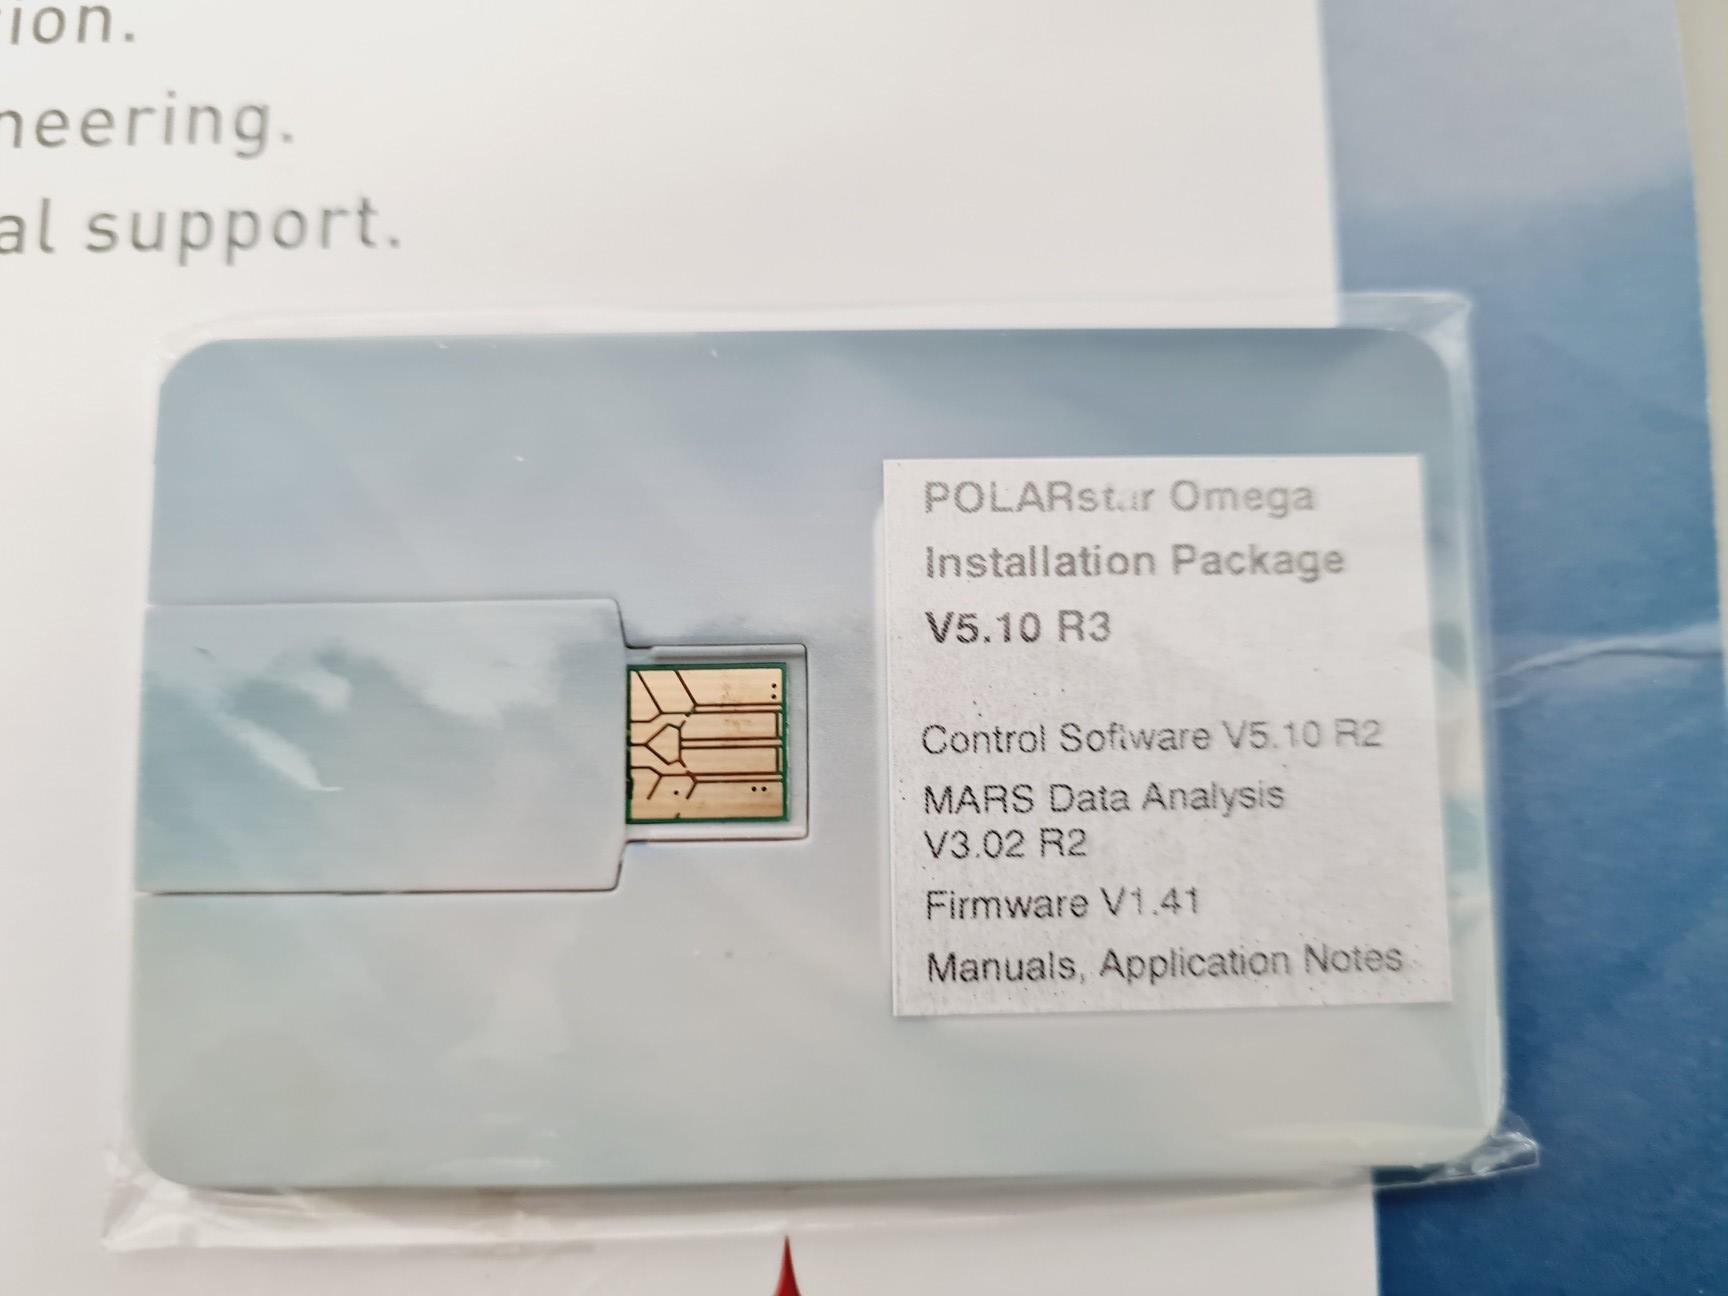 ion.
neering.
al support.
POLARstar Omega
Installation Package
V5.10 R3
Control Software V5.10 R2
MARS Data Analysis
V3.02 R2
Firmware V1.41
Manuals, Application Notes